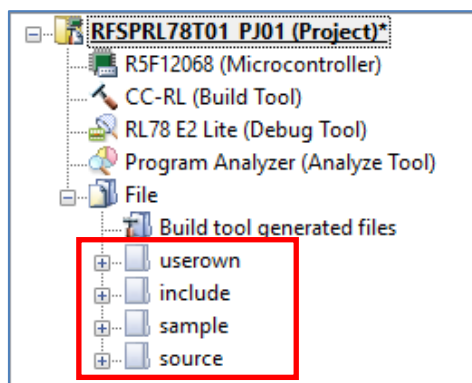 RFSPRL78T01_PJ01 (Project)*
R5F12068 (Microcontroller)
CC-RL (Build Tool)
RL78 E2 Lite (Debug Tool)
Program Analyzer (Analyze Tool)
File
Build tool generated files
userown
include
sample
source